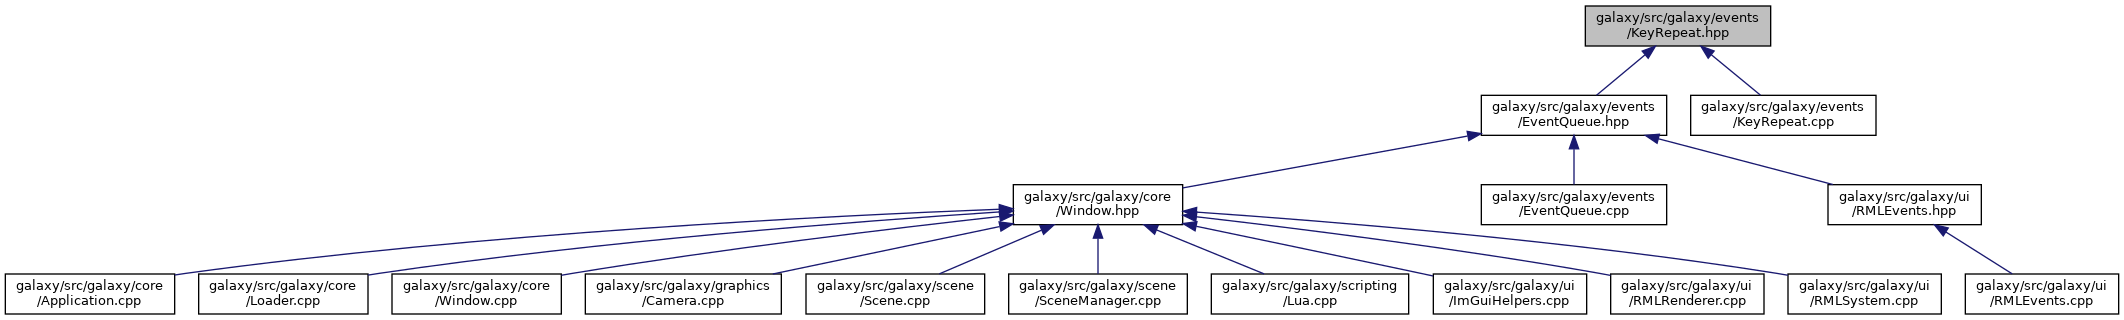 galaxy/src/galaxy/events
/KeyRepeat.hpp
galaxy/src/galaxy/events
/EventQueue.hpp
galaxy/src/galaxy/events
/KeyRepeat.cpp
galaxy/src/galaxy/core
/Window.hpp
galaxy/src/galaxy/events
/EventQueue.cpp
galaxy/src/galaxy/ui
/RMLEvents.hpp
galaxy/src/galaxy/core
/Application.cpp
galaxy/src/galaxy/core
/Loader.cpp
galaxy/src/galaxy/core
/Window.cpp
galaxy/src/galaxy/graphics
/Camera.cpp
galaxy/src/galaxy/scene
/Scene.cpp
galaxy/src/galaxy/scene
/SceneManager.cpp
galaxy/src/galaxy/scripting
/Lua.cpp
galaxy/src/galaxy/ui
/ImGuiHelpers.cpp
galaxy/src/galaxy/ui
/RMLRenderer.cpp
galaxy/src/galaxy/ui
/RMLSystem.cpp
galaxy/src/galaxy/ui
/RMLEvents.cpp